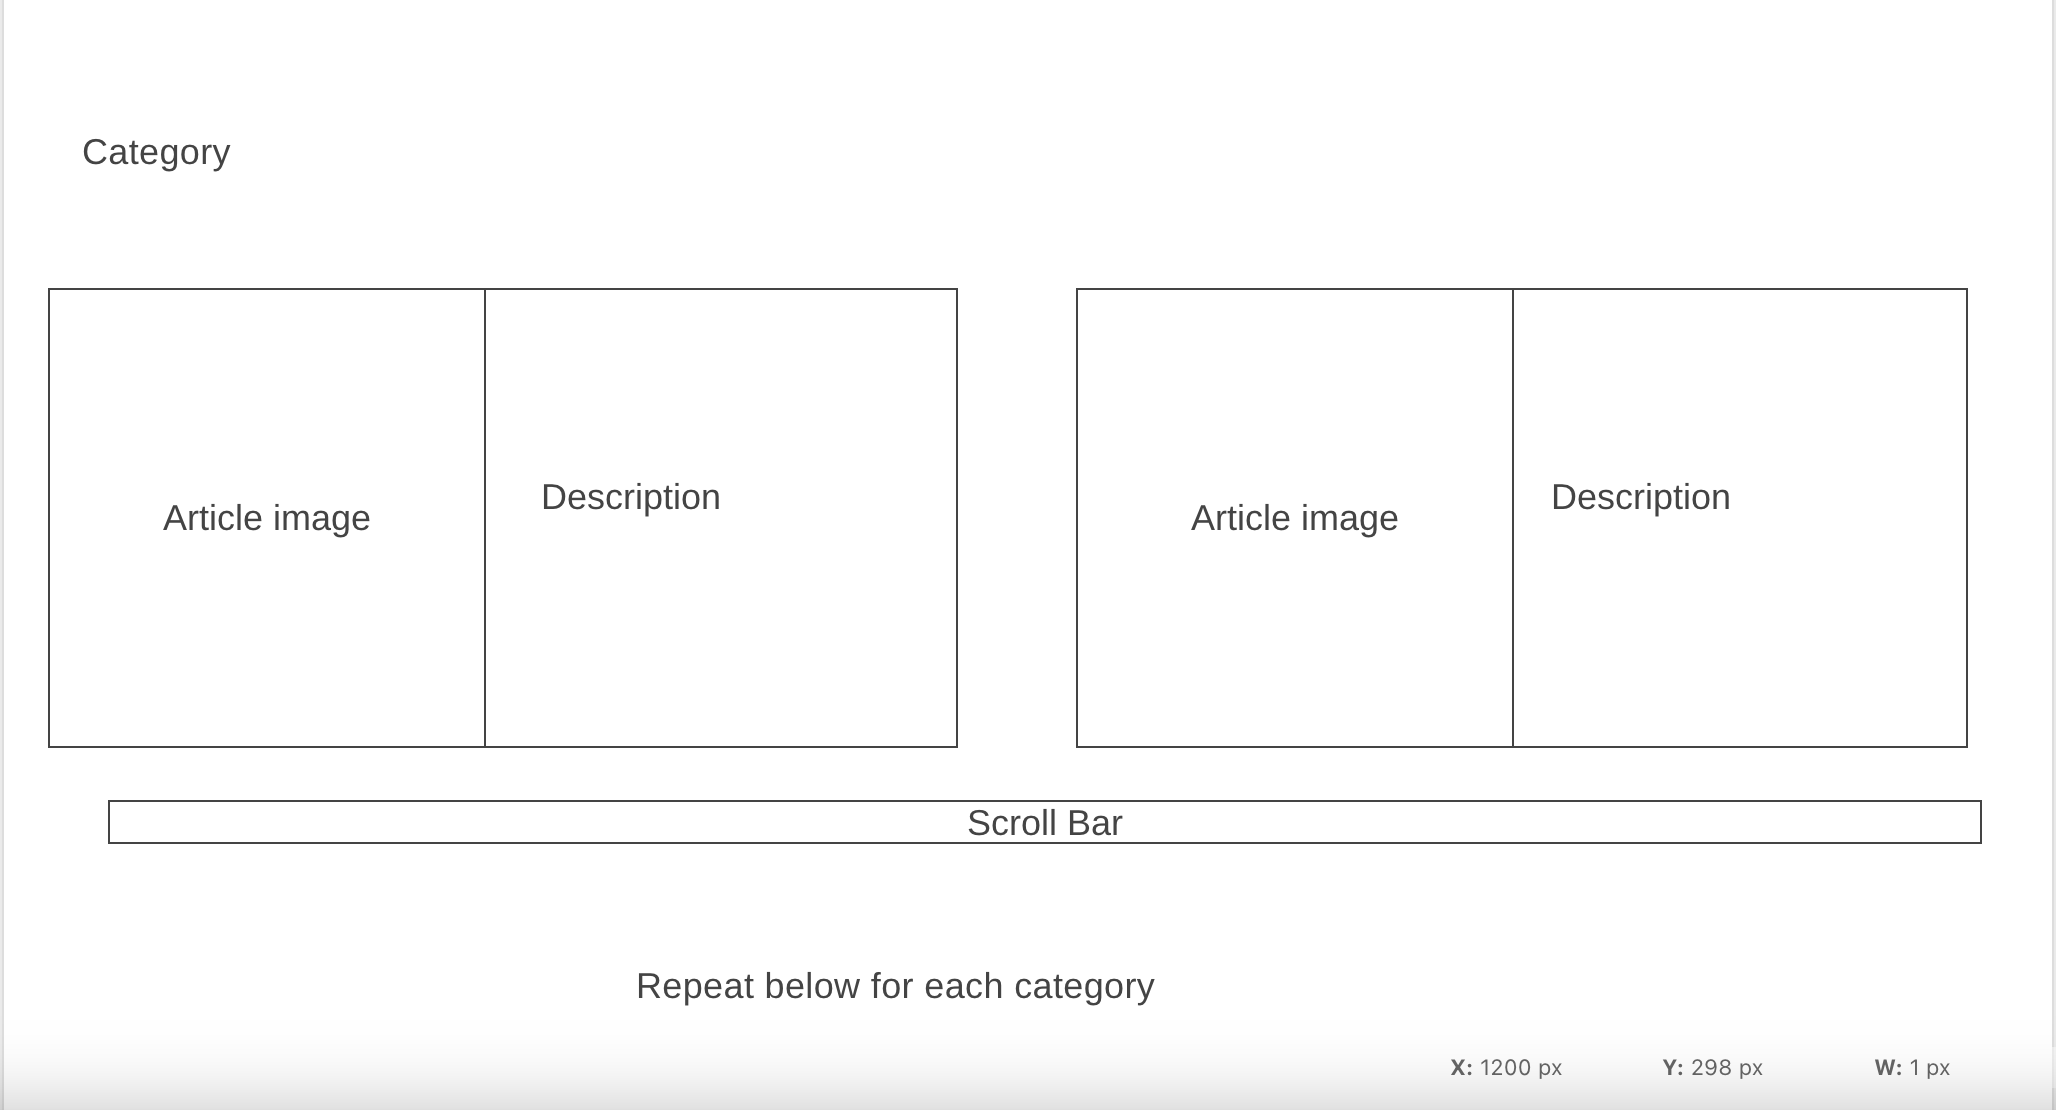 Category
Article image
Description
Article image
Description
Scroll Bar
Repeat below for each category
X: 1200 px Y: 298 px W: 1 px